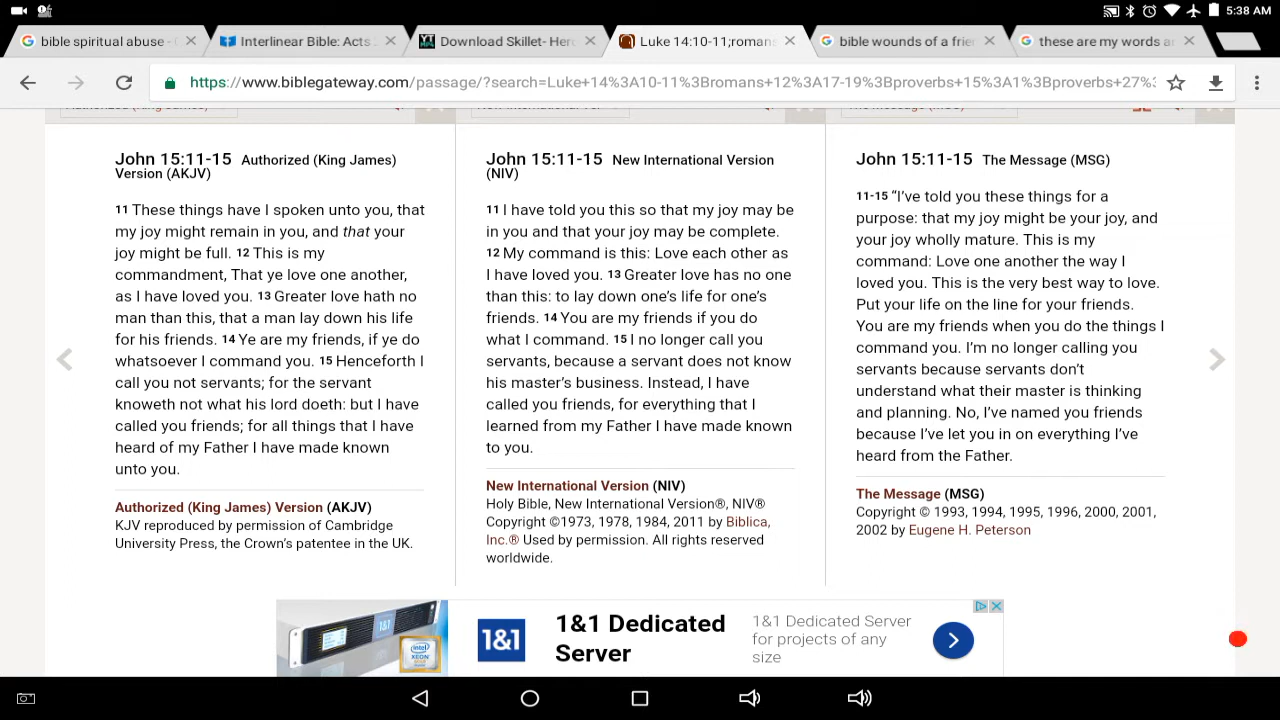 5:38 AM
bible spiritual abuse -
Interlinear Bible: Acts
Download Skillet- Hero
Luke 14:10-11;romans
bible wounds of a frien
these are my words a
https://www.biblegateway.com/passage/?search=Luke+14%3A10-11%3Bromans+12%3A17-19%3Bproverbs+15%3A1%3Bproverbs+27%3
John 15:11-15 Authorized (King James)
Version (AKJV)
11 These things have I spoken unto you, that
my joy might remain in you, and that your
joy might be full. 12 This is my
commandment, That ye love one another,
as I have loved you. 13 Greater love hath no
man than this, that a man lay down his life
for his friends. 14 Ye are my friends, if ye do
whatsoever I command you. 15 Henceforth I
call you not servants; for the servant
knoweth not what his lord doeth: but I have
called you friends; for all things that I have
heard of my Father I have made known
unto you.
Authorized (King James) Version (AKJV)
KJV reproduced by permission of Cambridge
University Press, the Crown's patentee in the UK.
John 15:11-15 New International Version
(NIV)
11 I have told you this so that my joy may be
in you and that your joy may be complete.
12 My command is this: Love each other as
I have loved you. 13 Greater love has no one
than this: to lay down one's life for one's
friends. 14 You are my friends if you do
what I command. 15 I no longer call you
servants, because a servant does not know
his master's business. Instead, I have
called you friends, for everything that I
learned from my Father I have made known
to you.
New International Version (NIV)
Holy Bible, New International Version®, NIV®
Copyright ©1973, 1978, 1984, 2011 by Biblica,
Inc.® Used by permission. All rights reserved
worldwide.
John 15:11-15 The Message (MSG)
11-15 “I've told you these things for a
purpose: that my joy might be your joy, and
your joy wholly mature. This is my
command: Love one another the way I
loved you. This is the very best way to love.
Put your life on the line for your friends.
You are my friends when you do the things I
command you. I'm no longer calling you
servants because servants don't
understand what their master is thinking
and planning. No, I've named you friends
because I've let you in on everything I've
heard from the Father.
The Message (MSG)
Copyright © 1993, 1994, 1995, 1996, 2000, 2001,
2002 by Eugene H. Peterson
intel
XEON
1&1
1&1 Dedicated
Server
1&1 Dedicated Server
for projects of any
size